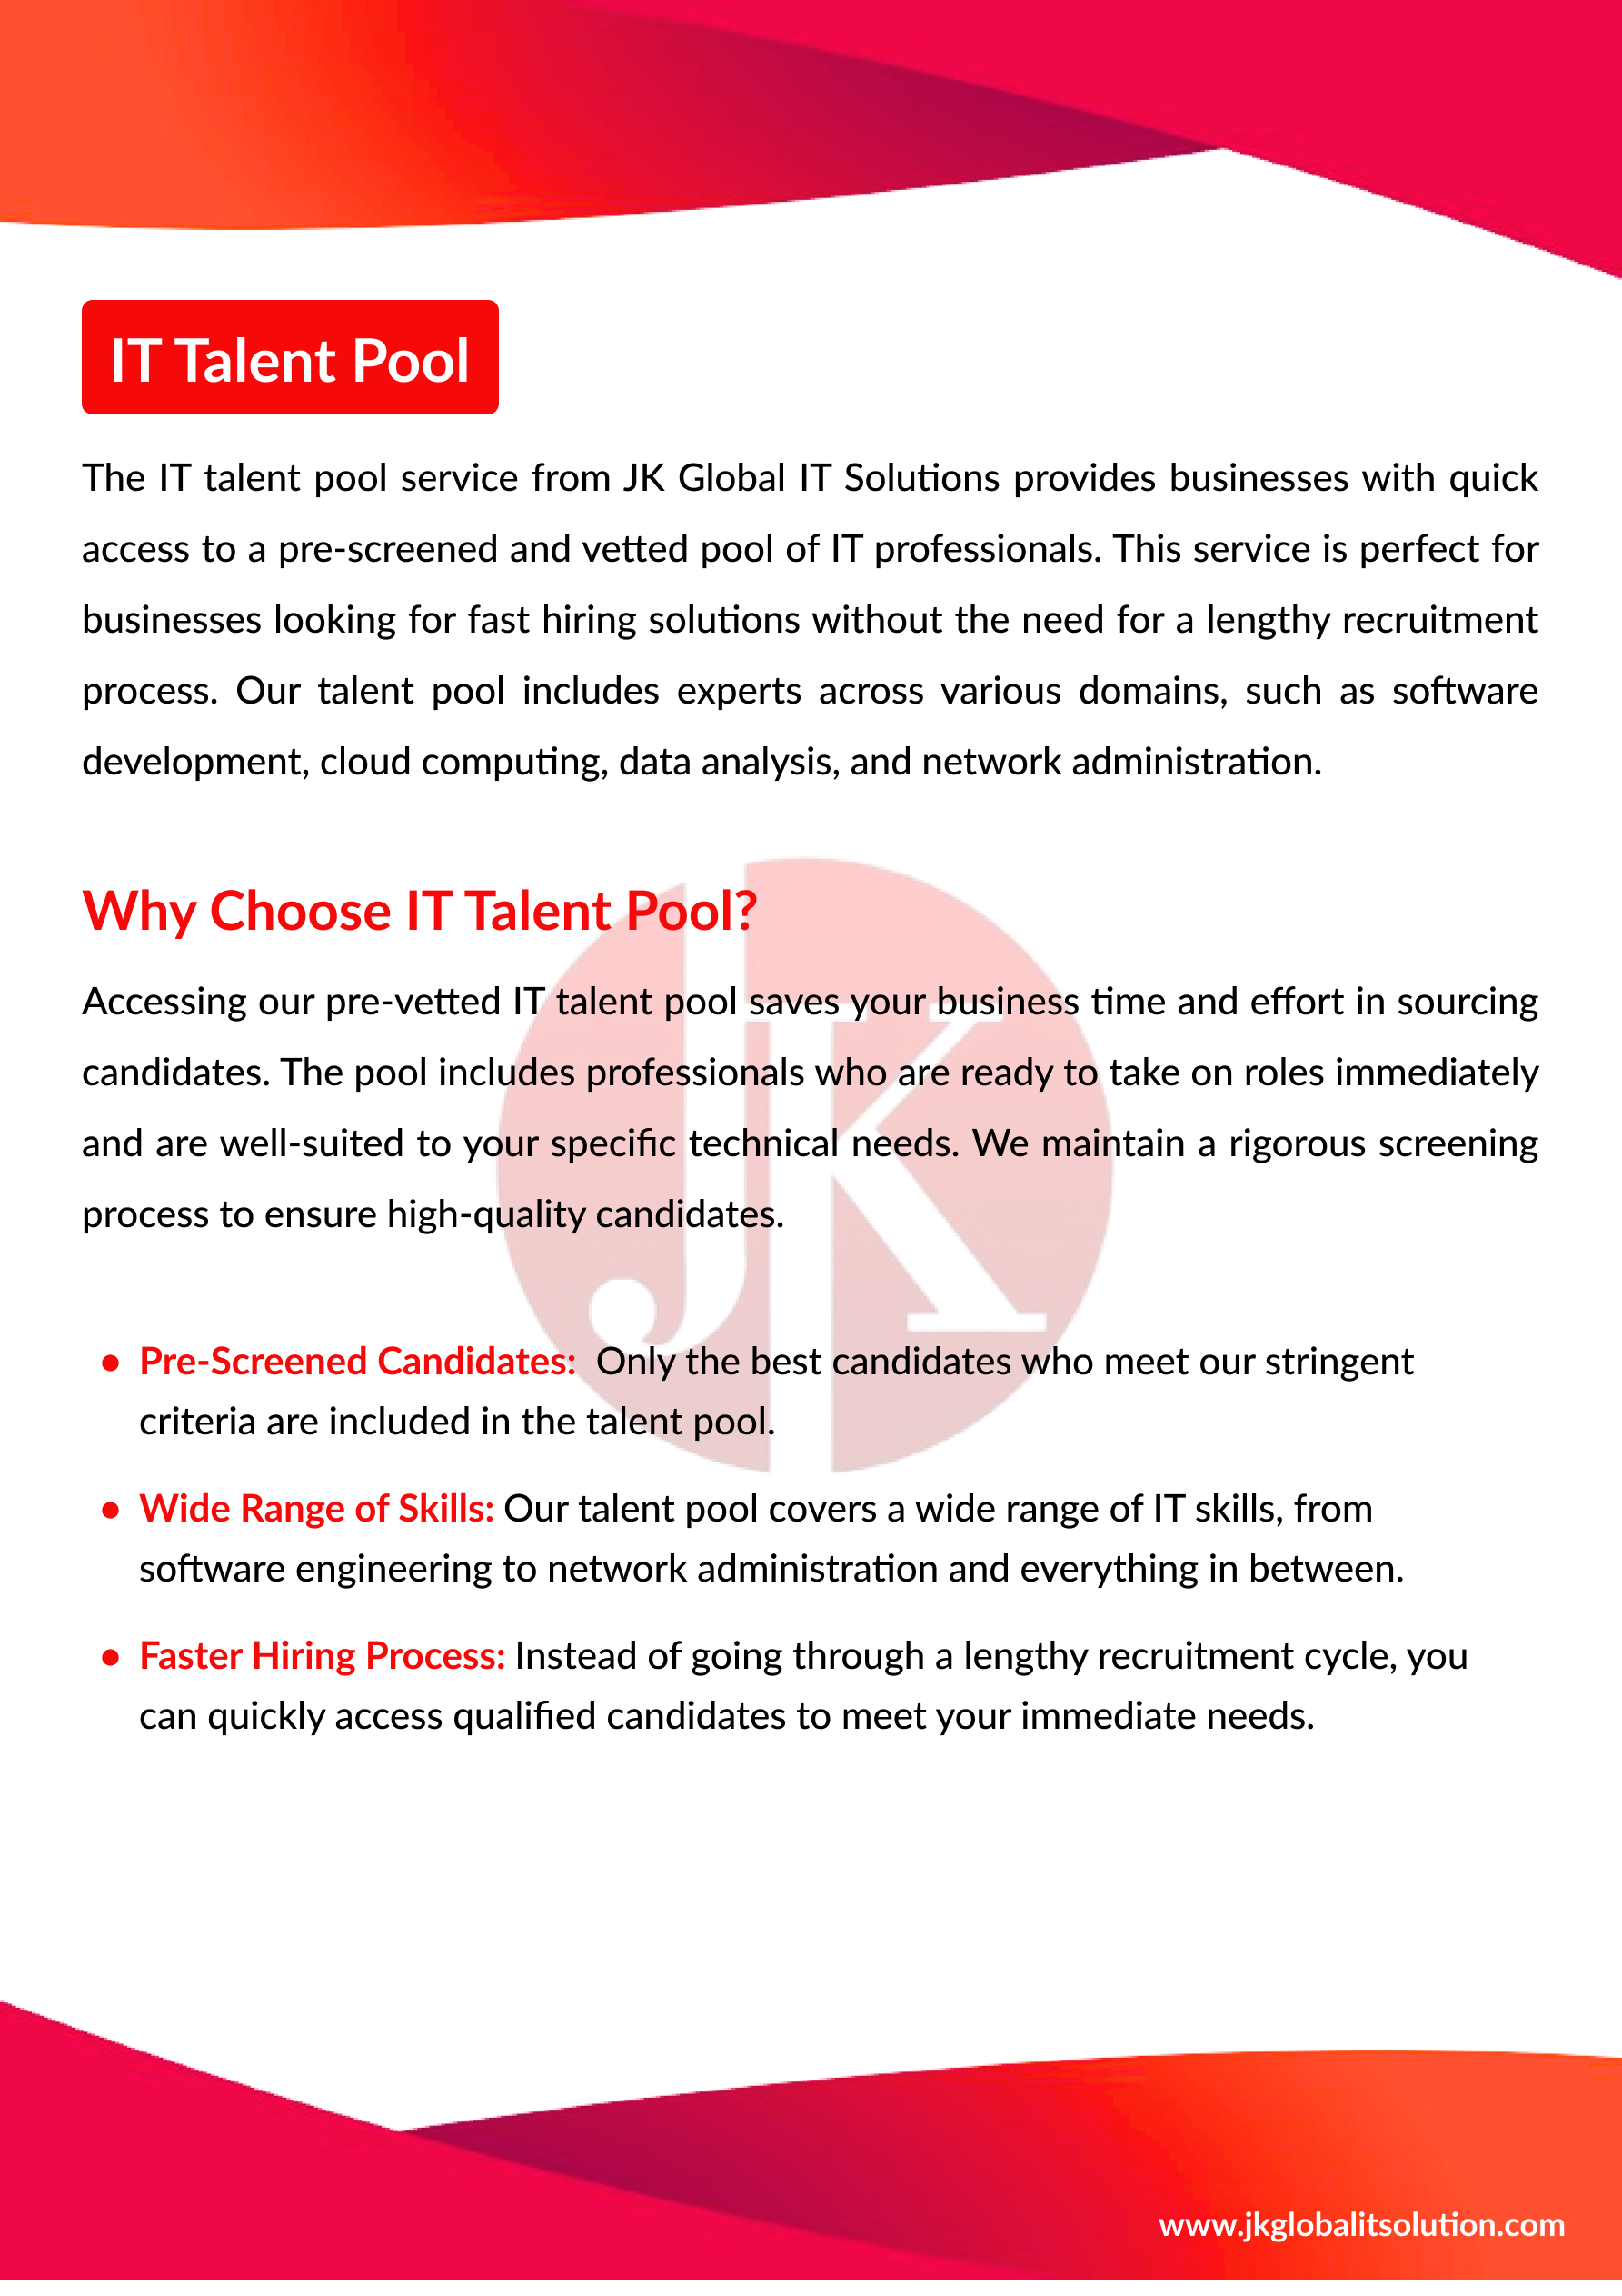 IT Talent Pool
The IT talent pool service from JK Global IT Solutions provides businesses with quick
access to a pre-screened and vetted pool of IT professionals. This service is perfect for
businesses looking for fast hiring solutions without the need for a lengthy recruitment
process. Our talent pool includes experts across various domains, such as software
development, cloud computing, data analysis, and network administration.
Why Choose IT Talent Pool?
Accessing our pre-vetted IT talent pool saves your business time and effort in sourcing
candidates. The pool includes professionals who are ready to take on roles immediately
and are well-suited to your specific technical needs. We maintain a rigorous screening
process to ensure high-quality candidates.
JK
• Pre-Screened Candidates: Only the best candidates who meet our stringent
criteria are included in the talent pool.
• Wide Range of Skills: Our talent pool covers a wide range of IT skills, from
software engineering to network administration and everything in between.
• Faster Hiring Process: Instead of going through a lengthy recruitment cycle, you
can quickly access qualified candidates to meet your immediate needs.
www.jkglobalitsolution.com